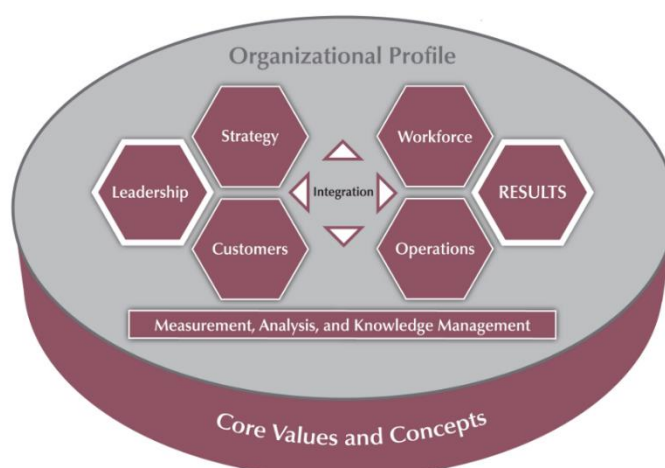 Organizational Profile
Strategy
Workforce
Leadership
Integration
RESULTS
Customers
Operations
Measurement, Analysis, and Knowledge Management
Core Values and Concepts